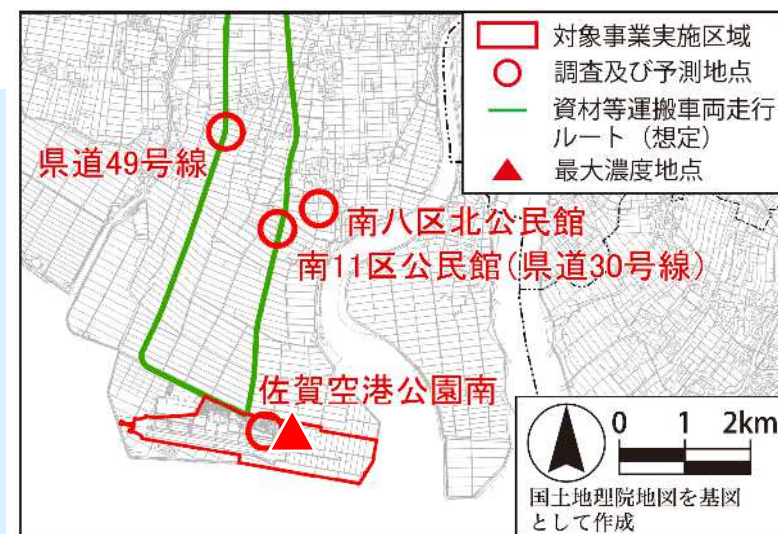 対象事業実施区域
調査及び予測地点
資材等運搬車両走行
ルート（想定）
最大濃度地点
県道49号線
南八区北公民館
南11区公民館(県道30号線)
佐賀空港公園南
0 1 2km
国土地理院地図を基図
として作成